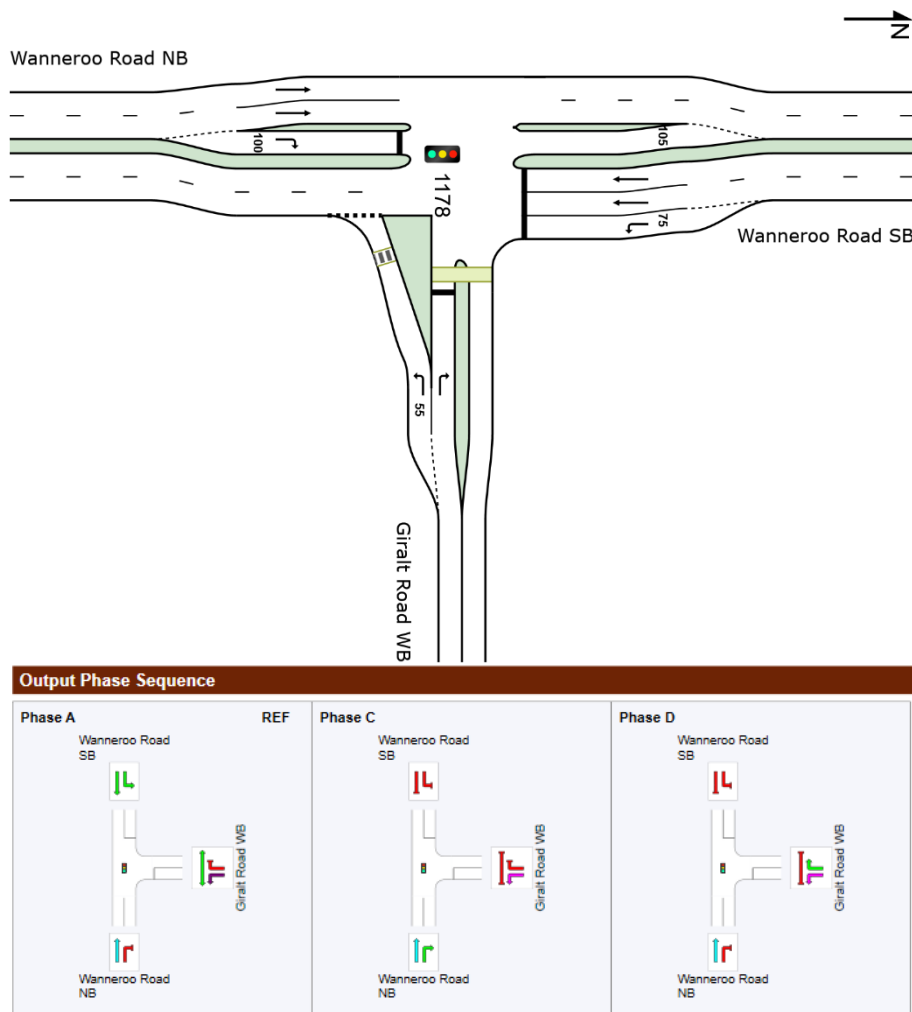 N
Wanneroo Road NB
100
105
1178
75
Wanneroo Road SB
55
Giralt Road WB
Output Phase Sequence
Phase A
REF
Wanneroo Road
SB
Giralt Road WB
Wanneroo Road
NB
Phase C
Wanneroo Road
SB
Giralt Road WB
Wanneroo Road
NB
Phase D
Wanneroo Road
SB
Giralt Road WB
Wanneroo Road
NB